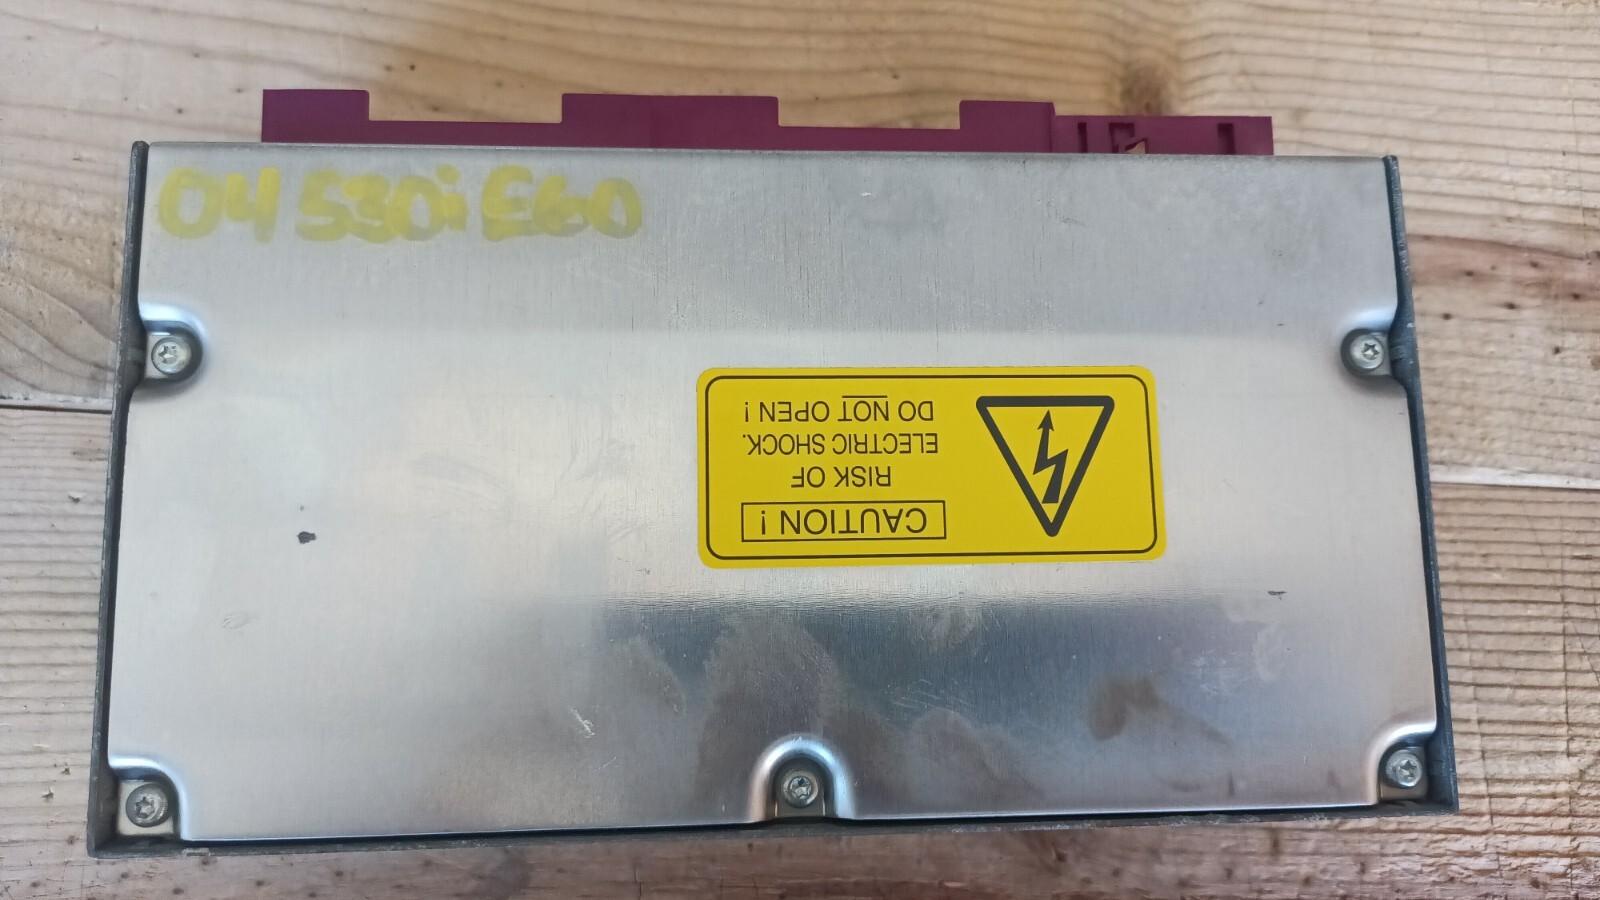 04 530i E60
CAUTION !
RISK OF
ELECTRIC SHOCK.
DO NOT OPEN !